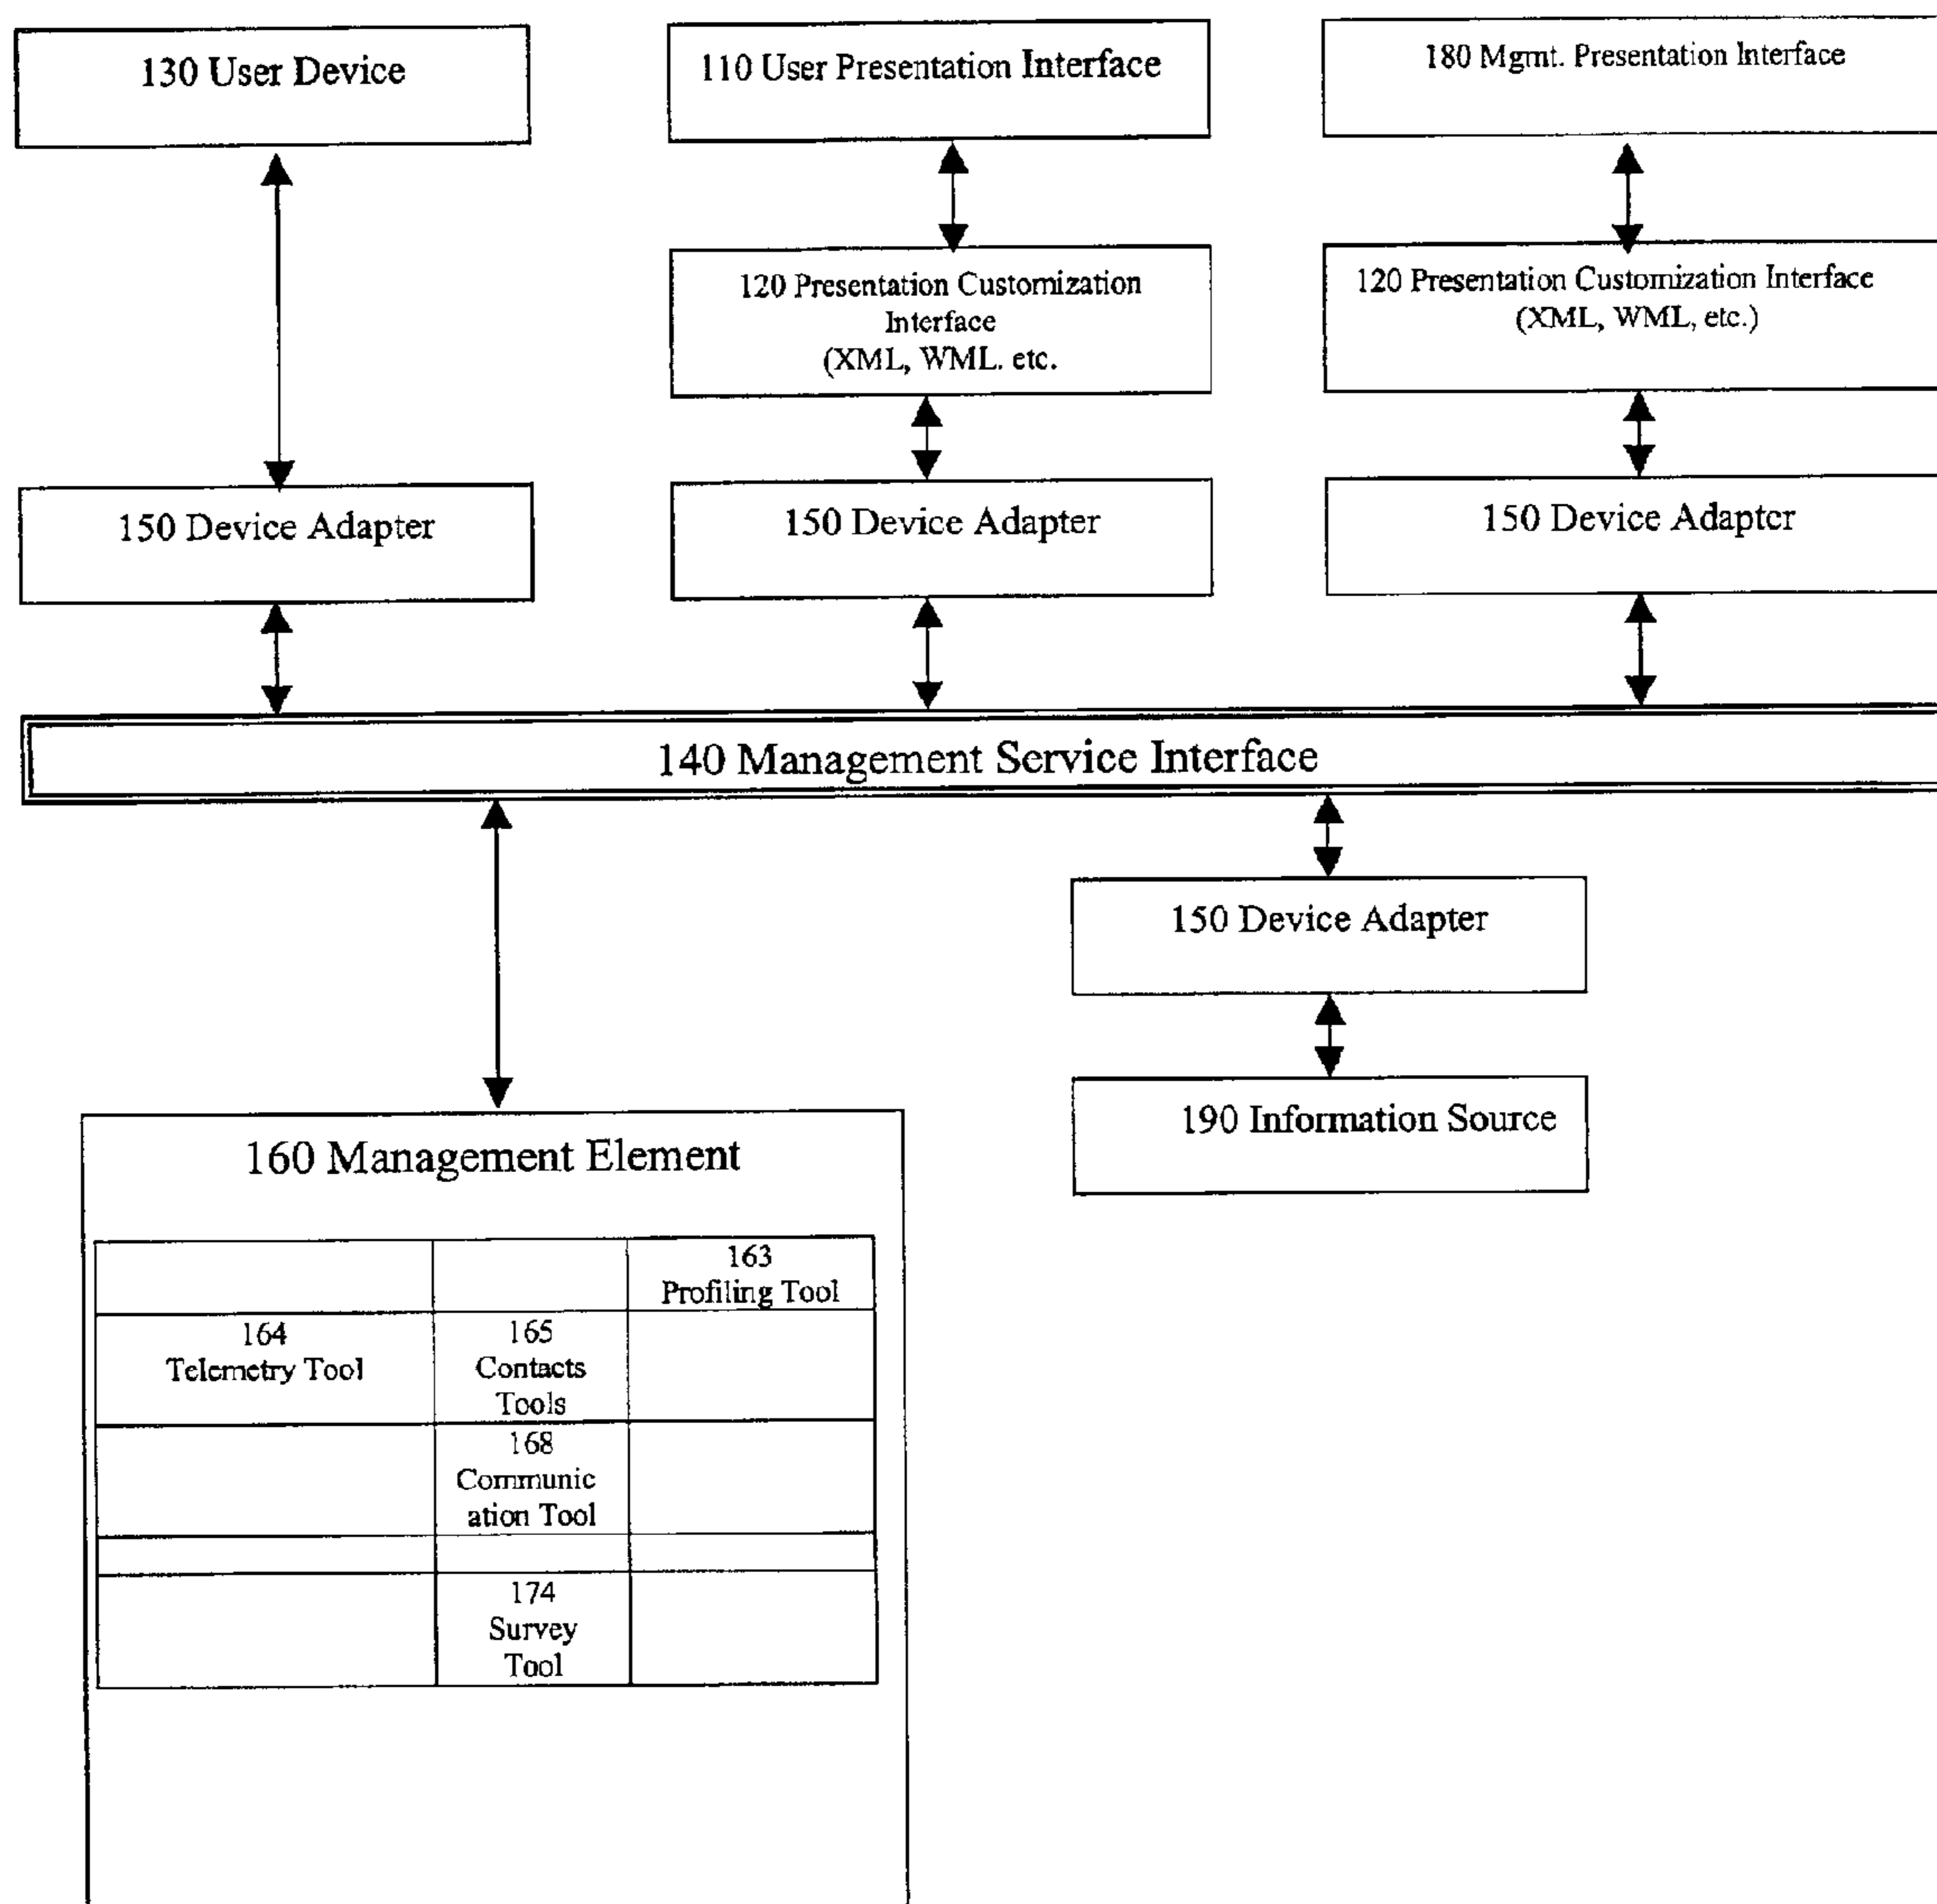 130 User Device
110 User Presentation Interface
180 Mgmt. Presentation Interface
120 Presentation Customization
Interface
(XML, WML. etc.
120 Presentation Customization Interface
(XML, WML, etc.)
150 Device Adapter
150 Device Adapter
150 Device Adapter
140 Management Service Interface
150 Device Adapter
190 Information Source
160 Management Element
163
Profiling Tool
164
Telemetry Tool
165
Contacts
Tools
168
Communic
ation Tool
174
Survey
Tool